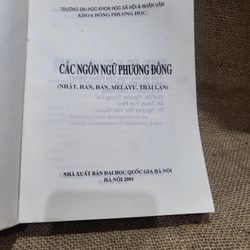 TRƯỜNG ĐẠI HỌC KHOA HỌC XÃ HỘI & NHÂN VĂN
KHOA ĐÔNG PHƯƠNG HỌC
CÁC NGÔN NGỮ PHƯƠNG ĐÔNG
(NHẬT, HÀN, HÁN, MELAYU, THÁI LAN)
NHÀ XUẤT BẢN ĐẠI HỌC QUỐC GIA HÀ NỘI
HÀ NỘI 2001